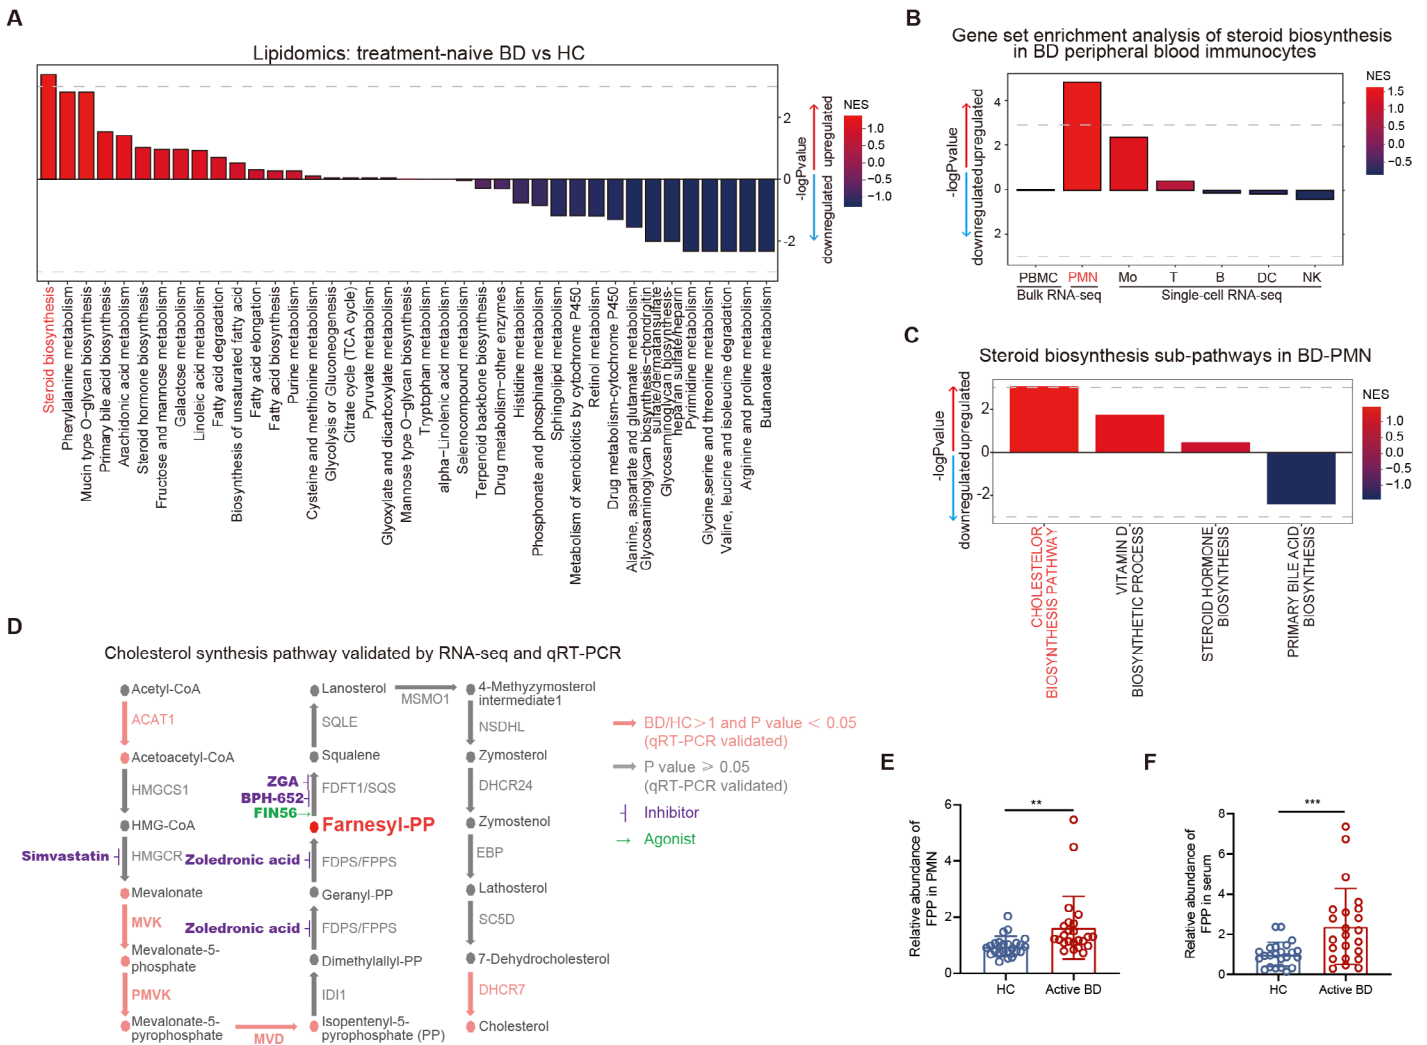 A
Lipidomics: treatment-naive BD vs HC
2
0
-2
-logPvalue
upregulated
downregulated
NES
1.0
0.5
0.0
−0.5
−1.0
Steroid biosynthesis
Phenylalanine metabolism
Mucin type O−glycan biosynthesis
Primary bile acid biosynthesis
Arachidonic acid metabolism
Steroid hormone biosynthesis
Fructose and mannose metabolism
Galactose metabolism
Linoleic acid metabolism
Fatty acid degradation
Biosynthesis of unsaturated fatty acid
Fatty acid elongation
Fatty acid biosynthesis
Purine metabolism
Cysteine and methionine metabolism
Glycolysis or Gluconeogenesis
Citrate cycle (TCA cycle)
Pyruvate metabolism
Glyoxylate and dicarboxylate metabolism
Mannose type O−glycan biosynthesis
Tryptophan metabolism
alpha−Linolenic acid metabolism
Selenocompound metabolism
Terpenoid backbone biosynthesis
Drug metabolism−other enzymes
Histidine metabolism
Phosphonate and phosphinate metabolism
Sphingolipid metabolism
Metabolism of xenobiotics by cytochrome P450
Retinol metabolism
Drug metabolism-cytochrome P450
Alanine, aspartate and glutamate metabolism
Glycosaminoglycan biosynthesis−chondroitin
sulfate/dermatansulfate
Glycosaminoglycan biosynthesis-
heparan sulfate/heparin
Pyrimidine metabolism
Glycine,serine and threonine metabolism
Valine, leucine and isoleucine degradation
Arginine and proline metabolism
Butanoate metabolism
B
Gene set enrichment analysis of steroid biosynthesis
in BD peripheral blood immunocytes
-logPvalue
upregulated
downregulated
4
2
0
2
NES
1.5
1.0
0.5
0.0
−0.5
PBMC
PMN
Mo
T
B
DC
NK
Bulk RNA-seq
Single-cell RNA-seq
C
Steroid biosynthesis sub-pathways in BD-PMN
-logPvalue
upregulated
downregulated
2
0
-2
NES
1.0
0.5
0.0
−0.5
−1.0
CHOLESTELOR
BIOSYNTHESIS PATHWAY
VITAMIN D
BIOSYNTHETIC PROCESS
STEROID HORMONE
BIOSYNTHESIS
PRIMARY BILE ACID
BIOSYNTHESIS
D
Cholesterol synthesis pathway validated by RNA-seq and qRT-PCR
Acetyl-CoA
ACAT1
Acetoacetyl-CoA
HMGCS1
HMG-CoA
Simvastatin
HMGCR
Mevalonate
MVK
Mevalonate-5-
phosphate
PMVK
Mevalonate-5-
pyrophosphate
MVD
Lanosterol
SQLE
Squalene
ZGA
BPH-652
FIN56
FDFT1/SQS
Farnesyl-PP
Zoledronic acid
FDPS/FPPS
Geranyl-PP
Zoledronic acid
FDPS/FPPS
Dimethylallyl-PP
IDI1
Isopentenyl-5-
pyrophosphate (PP)
MSMO1
4-Methyzymosterol
intermediate1
NSDHL
Zymosterol
DHCR24
Zymostenol
EBP
Lathosterol
SC5D
7-Dehydrocholesterol
DHCR7
Cholesterol
BD/HC＞1 and P value < 0.05
(qRT-PCR validated)
P value ＞ 0.05
(qRT-PCR validated)
Inhibitor
Agonist
E
Relative abundance of
FPP in PMN
6
4
2
0
**
HC
Active BD
F
Relative abundance of
FPP in serum
8
6
4
2
0
***
HC
Active BD